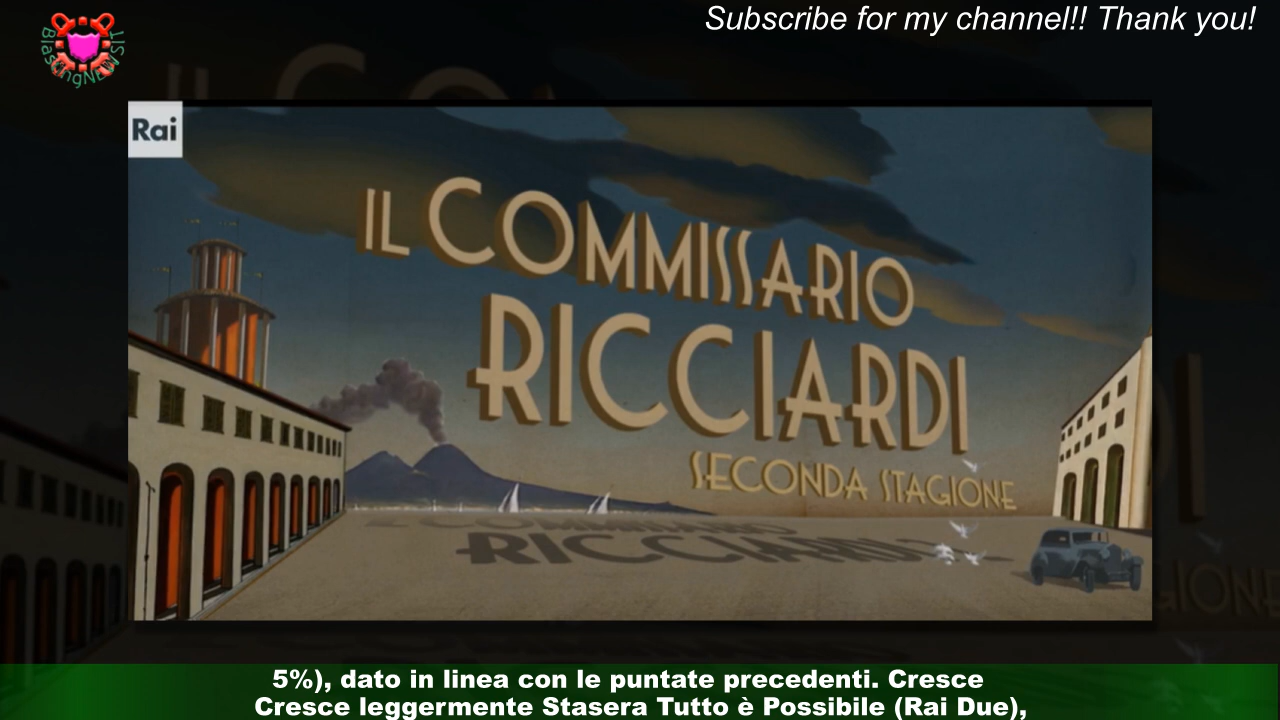 Subscribe for my channel!! Thank you!
BlastingNEWSIT
Rai
IL COMMISSARIO
RICCIARDI
SECONDA STAGIONE
5%), dato in linea con le puntate precedenti. Cresce
Cresce leggermente Stasera Tutto è Possibile (Rai Due),